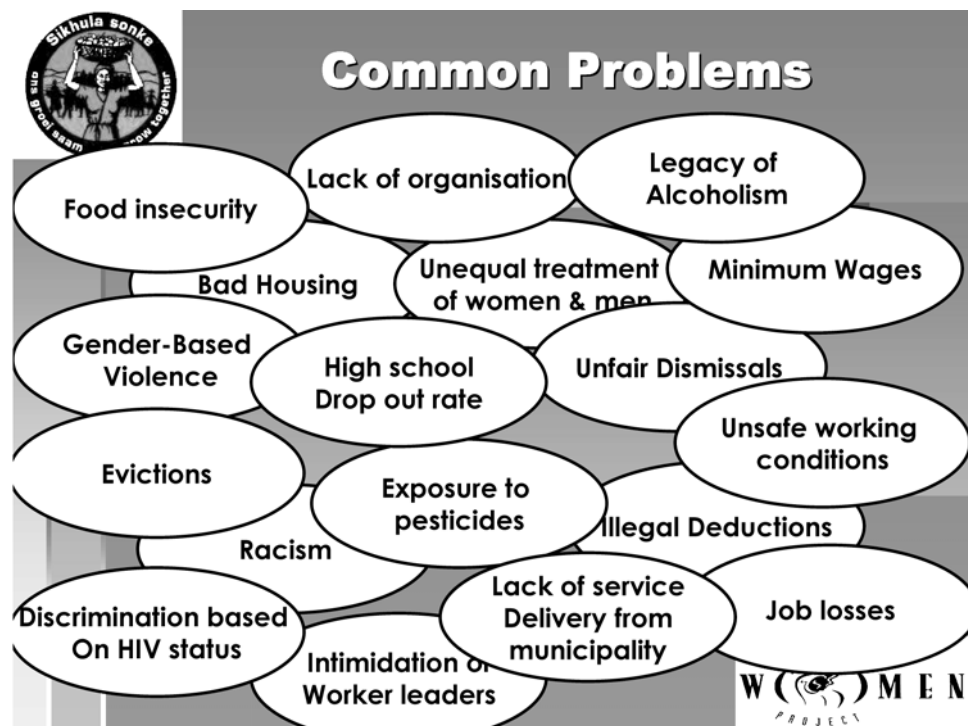 Sikhula sonke
ons groei saam
grow together
Common Problems
Lack of organisation
Legacy of
Alcoholism
Food insecurity
Bad Housing
Unequal treatment
of women & men
Minimum Wages
Gender-Based
Violence
High school
Drop out rate
Unfair Dismissals
Unsafe working
conditions
Evictions
Exposure to
pesticides
Illegal Deductions
Racism
Lack of service
Delivery from
municipality
Job losses
Discrimination based
On HIV status
Intimidation of
Worker leaders
WOMEN
PROJECT